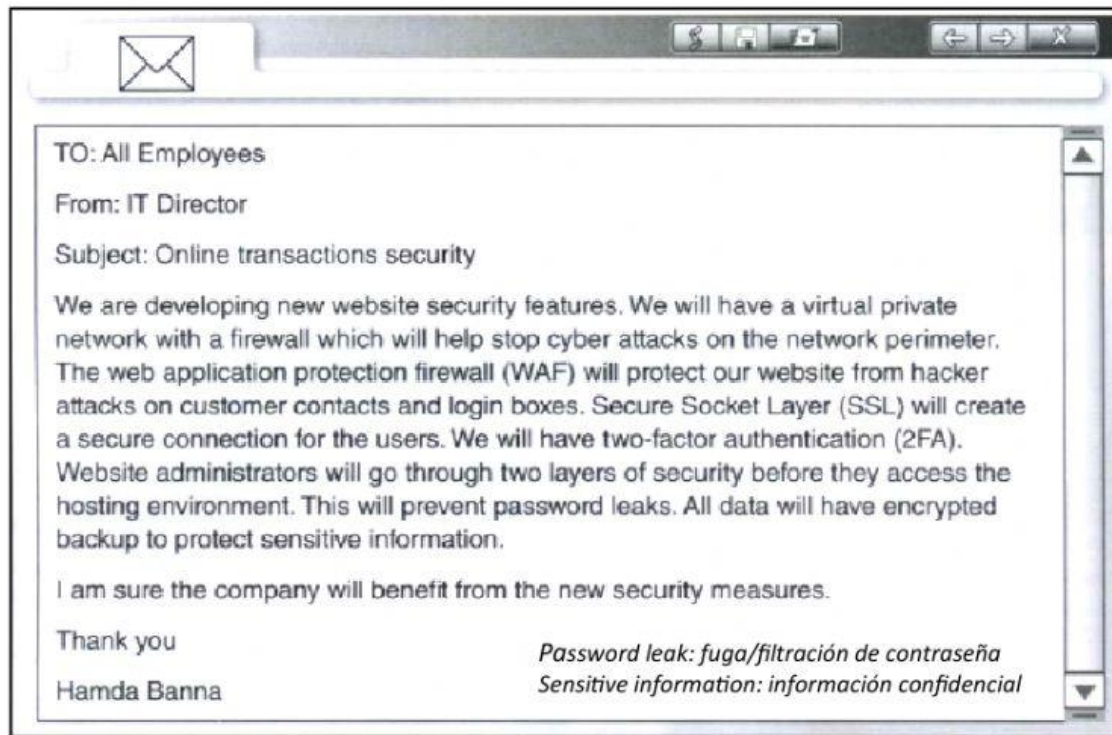 TO: All Employees
From: IT Director
Subject: Online transactions security
We are developing new website security features. We will have a virtual private
network with a firewall which will help stop cyber attacks on the network perimeter.
The web application protection firewall (WAF) will protect our website from hacker
attacks on customer contacts and login boxes. Secure Socket Layer (SSL) will create
a secure connection for the users. We will have two-factor authentication (2FA).
Website administrators will go through two layers of security before they access the
hosting environment. This will prevent password leaks. All data will have encrypted
backup to protect sensitive information.
I am sure the company will benefit from the new security measures.
Thank you
Hamda Banna
Password leak: fuga/filtración de contraseña
Sensitive information: información confidencial